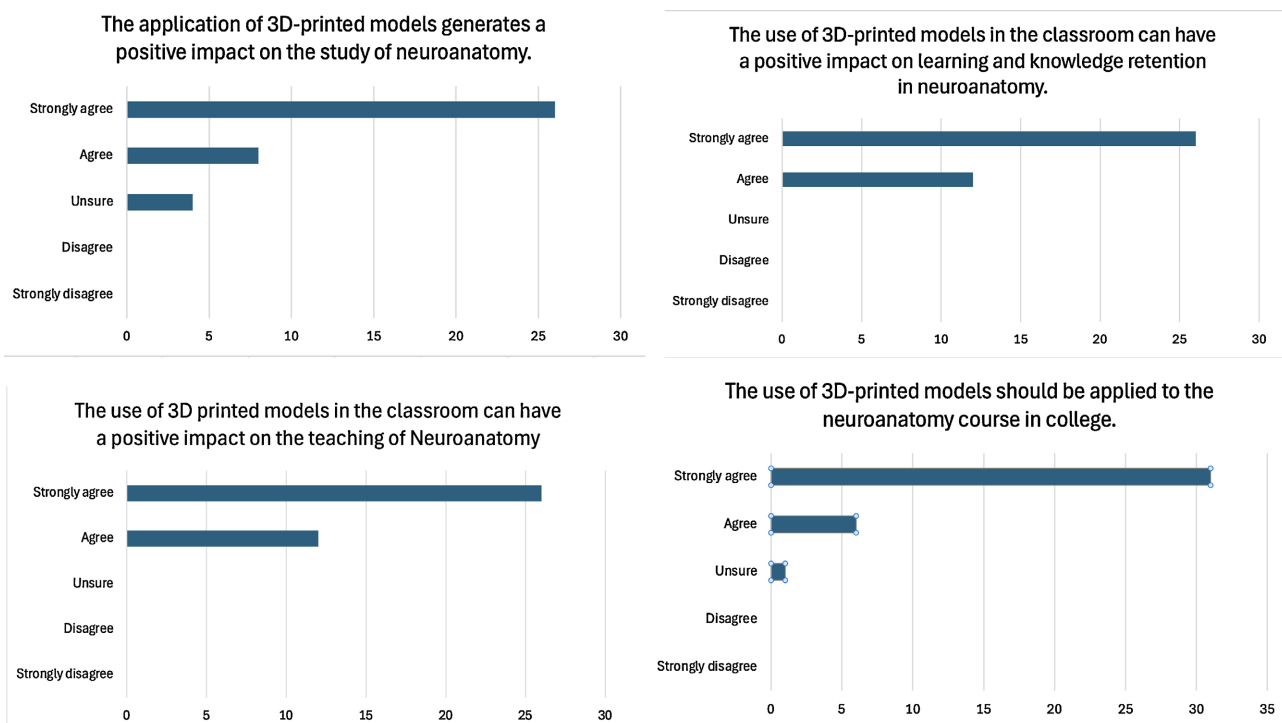 The application of 3D-printed models generates a
positive impact on the study of neuroanatomy.
Strongly agree
Agree
Unsure
Disagree
Strongly disagree
0 5 10 15 20 25 30
The use of 3D-printed models in the classroom can have
a positive impact on learning and knowledge retention
in neuroanatomy.
Strongly agree
Agree
Unsure
Disagree
Strongly disagree
0 5 10 15 20 25 30
The use of 3D printed models in the classroom can have
a positive impact on the teaching of Neuroanatomy
Strongly agree
Agree
Unsure
Disagree
Strongly disagree
0 5 10 15 20 25 30
The use of 3D-printed models should be applied to the
neuroanatomy course in college.
Strongly agree
Agree
Unsure
Disagree
Strongly disagree
0 5 10 15 20 25 30 35